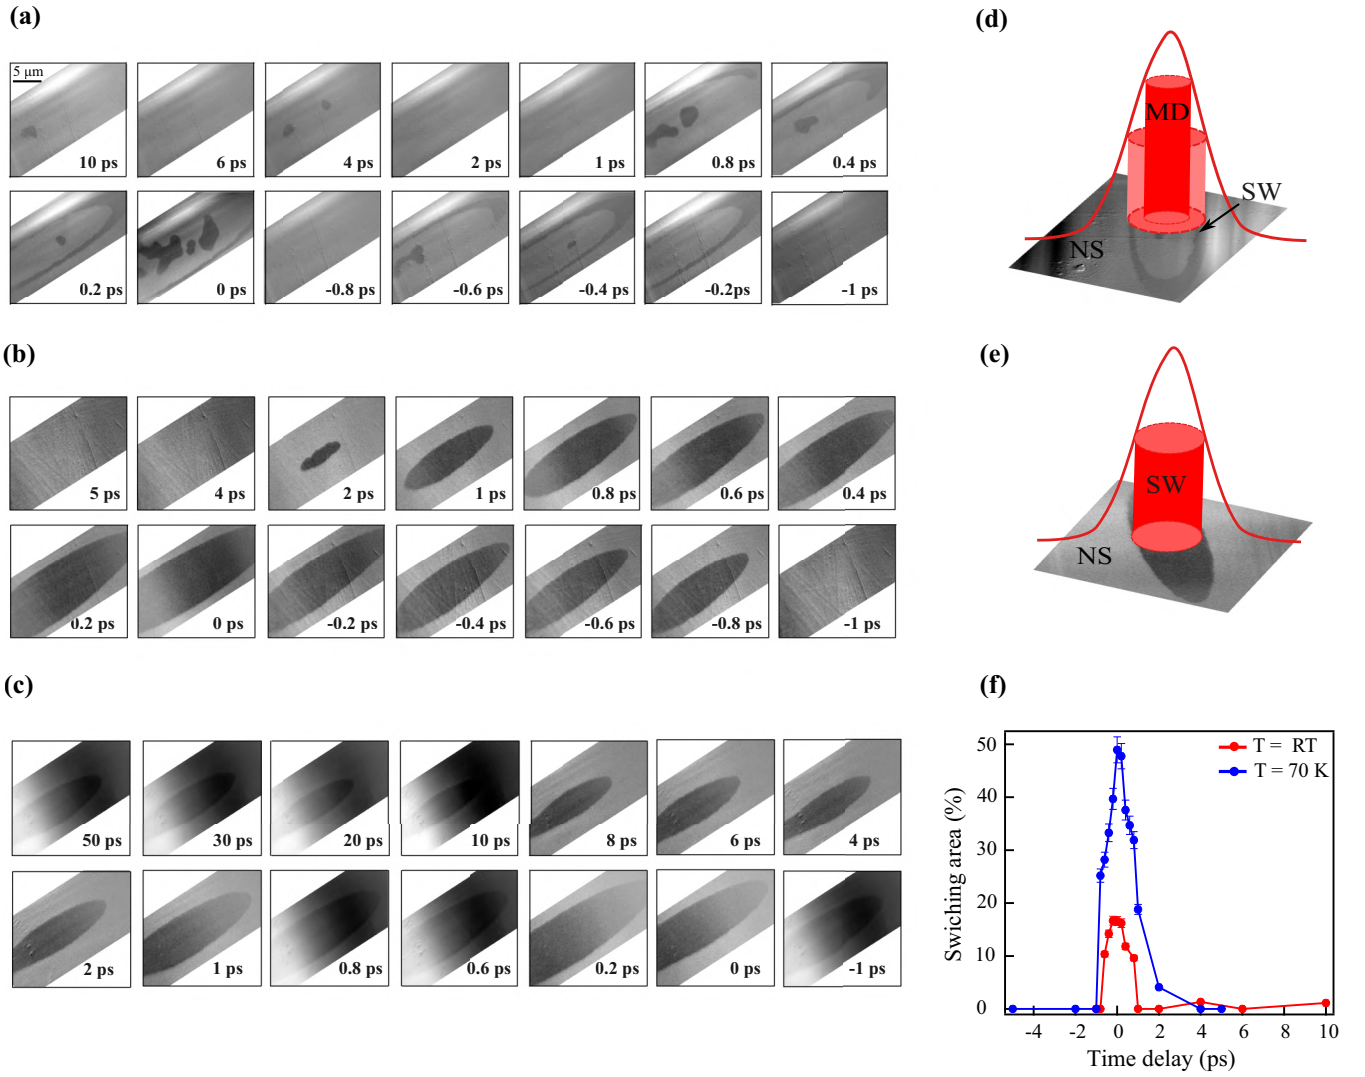 (a)
5 µm
10 ps
6 ps
4 ps
2 ps
1 ps
0.8 ps
0.4 ps
0.2 ps
0 ps
-0.8 ps
-0.6 ps
-0.4 ps
-0.2ps
-1 ps
(b)
5 ps
4 ps
2 ps
1 ps
0.8 ps
0.6 ps
0.4 ps
0.2 ps
0 ps
-0.2 ps
-0.4 ps
-0.6 ps
-0.8 ps
-1 ps
(c)
50 ps
30 ps
20 ps
10 ps
8 ps
6 ps
4 ps
2 ps
1 ps
0.8 ps
0.6 ps
0.2 ps
0 ps
-1 ps
(d)
MD
SW
NS
(e)
SW
NS
(f)
Swiching area (%)
50
40
30
20
10
0
T = RT
T = 70 K
-4 -2 0 2 4 6 8 10
Time delay (ps)